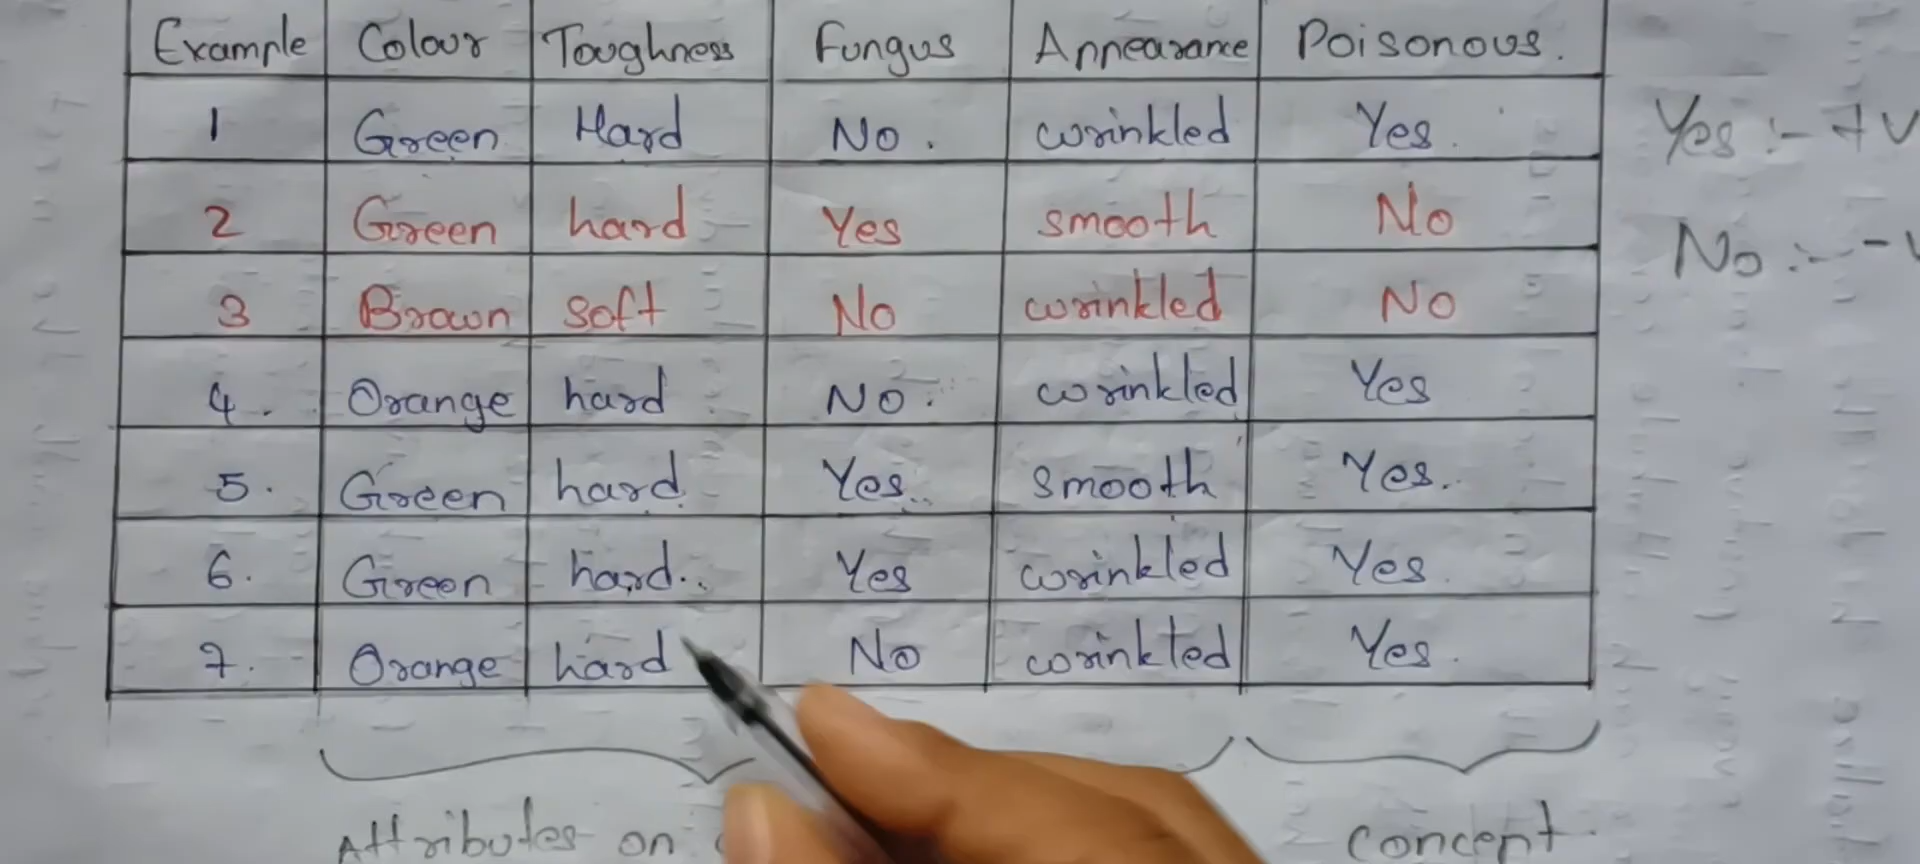 Example Colour Toughness Fungus Appearance Poisonous.
1 Green Hard No. wrinkled Yes.
2 Green hard Yes smooth No
3 Brown soft No wrinkled No
4. Orange hard No. wrinkled Yes
5. Green hard Yes. smooth Yes.
6. Green hard.. Yes wrinkled Yes.
7. Orange hard No wrinkled Yes.
Yes :- +v
No :- -v
Attributes on
concept.